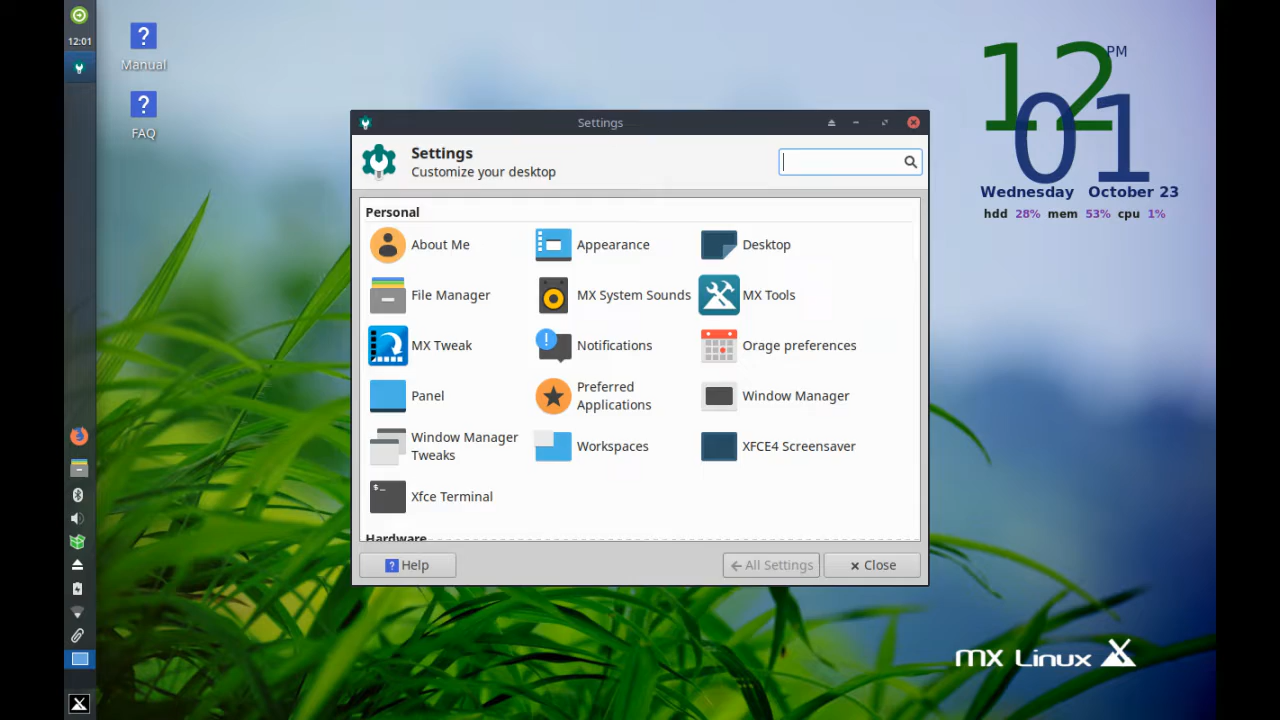 12:01
Manual
FAQ
12 PM
01
Wednesday October 23
hdd 28% mem 53% cpu 1%
Settings
Settings
Customize your desktop
Personal
About Me
Appearance
Desktop
File Manager
MX System Sounds
MX Tools
MX Tweak
Notifications
Orage preferences
Panel
Preferred
Applications
Window Manager
Window Manager
Tweaks
Workspaces
XFCE4 Screensaver
$_
Xfce Terminal
Hardware
? Help
← All Settings
× Close
MX Linux